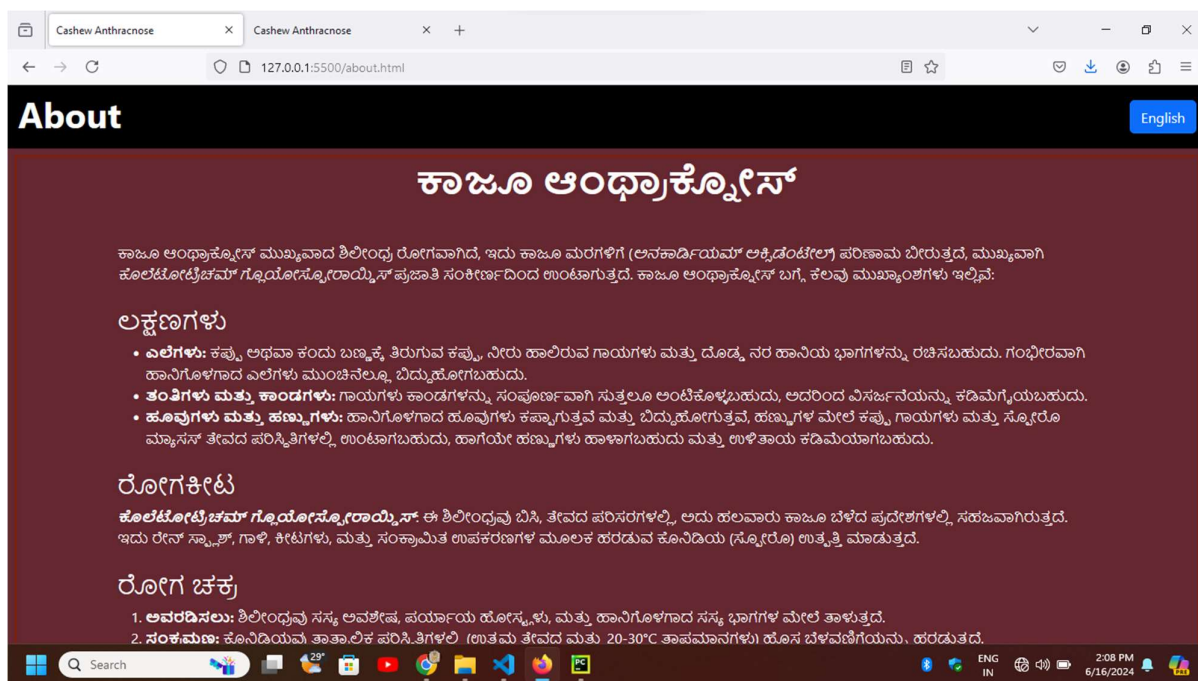 Cashew Anthracnose
Cashew Anthracnose
127.0.0.1:5500/about.html
About
English
ಕಾಜೂ ಆಂಥ್ರಾಕ್ನೋಸ್
ಕಾಜೂ ಆಂಥ್ರಾಕ್ನೋಸ್ ಮುಖ್ಯವಾದ ಶಿಲೀಂಧ್ರ ರೋಗವಾಗಿದೆ, ಇದು ಕಾಜೂ ಮರಗಳಿಗೆ (ಅನಕಾರ್ಡಿಯಮ್ ಆಕ್ಸಿಡೆಂಟೇಲ್) ಪರಿಣಾಮ ಬೀರುತ್ತದೆ, ಮುಖ್ಯವಾಗಿ
ಕೊಲೆಟೋಟ್ರಿಚಮ್ ಗ್ಲೊಯೋಸ್ಪೋರಾಯ್ಡಿಸ್ ಪ್ರಜಾತಿ ಸಂಕೀರ್ಣದಿಂದ ಉಂಟಾಗುತ್ತದೆ. ಕಾಜೂ ಆಂಥ್ರಾಕ್ನೋಸ್ ಬಗ್ಗೆ ಕೆಲವು ಮುಖ್ಯಾಂಶಗಳು ಇಲ್ಲಿವೆ:
ಲಕ್ಷಣಗಳು
• ಎಲೆಗಳು: ಕಪ್ಪು ಅಥವಾ ಕಂದು ಬಣ್ಣಕ್ಕೆ ತಿರುಗುವ ಕಪ್ಪು, ನೀರು ಹಾಲಿರುವ ಗಾಯಗಳು ಮತ್ತು ದೊಡ್ಡ ನರ ಹಾನಿಯ ಭಾಗಗಳನ್ನು ರಚಿಸಬಹುದು. ಗಂಭೀರವಾಗಿ
ಹಾನಿಗೊಳಗಾದ ಎಲೆಗಳು ಮುಂಚಿನೆಲ್ಲೂ ಬಿದ್ದುಹೋಗಬಹುದು.
• ತಂತಿಗಳು ಮತ್ತು ಕಾಂಡಗಳು: ಗಾಯಗಳು ಕಾಂಡಗಳನ್ನು ಸಂಪೂರ್ಣವಾಗಿ ಸುತ್ತಲೂ ಅಂಟಿಕೊಳ್ಳಬಹುದು, ಅದರಿಂದ ವಿಸರ್ಜನೆಯನ್ನು ಕಡಿಮೆಗೈಯಬಹುದು.
• ಹೂವುಗಳು ಮತ್ತು ಹಣ್ಣುಗಳು: ಹಾನಿಗೊಳಗಾದ ಹೂವುಗಳು ಕಪ್ಪಾಗುತ್ತವೆ ಮತ್ತು ಬಿದ್ದುಹೋಗುತ್ತವೆ, ಹಣ್ಣುಗಳ ಮೇಲೆ ಕಪ್ಪು ಗಾಯಗಳು ಮತ್ತು ಸ್ಪೋರೊ
ಮ್ಯಾಸಸ್ ತೇವದ ಪರಿಸ್ಥಿತಿಗಳಲ್ಲಿ ಉಂಟಾಗಬಹುದು, ಹಾಗೆಯೇ ಹಣ್ಣುಗಳು ಹಾಳಾಗಬಹುದು ಮತ್ತು ಉಳಿತಾಯ ಕಡಿಮೆಯಾಗಬಹುದು.
ರೋಗಕೀಟ
ಕೊಲೆಟೋಟ್ರಿಚಮ್ ಗ್ಲೊಯೋಸ್ಪೋರಾಯ್ಡಿಸ್: ಈ ಶಿಲೀಂಧ್ರವು ಬಿಸಿ, ತೇವದ ಪರಿಸರಗಳಲ್ಲಿ, ಅದು ಹಲವಾರು ಕಾಜೂ ಬೆಳೆದ ಪ್ರದೇಶಗಳಲ್ಲಿ ಸಹಜವಾಗಿರುತ್ತದೆ.
ಇದು ರೇನ್ ಸ್ಪ್ಲಾಶ್, ಗಾಳಿ, ಕೀಟಗಳು, ಮತ್ತು ಸಂಕ್ರಾಮಿತ ಉಪಕರಣಗಳ ಮೂಲಕ ಹರಡುವ ಕೊನಿಡಿಯ (ಸ್ಪೋರೊ) ಉತ್ಪತ್ತಿ ಮಾಡುತ್ತದೆ.
ರೋಗ ಚಕ್ರ
1. ಅವರಡಿಸಲು: ಶಿಲೀಂಧ್ರವು ಸಸ್ಯ ಅವಶೇಷ, ಪರ್ಯಾಯ ಹೋಸ್ಟ್ಗಳು, ಮತ್ತು ಹಾನಿಗೊಳಗಾದ ಸಸ್ಯ ಭಾಗಗಳ ಮೇಲೆ ತಾಳುತ್ತದೆ.
2. ಸಂಕ್ರಮಣ: ಕೊನಿಡಿಯವು ತಾತ್ಕಾಲಿಕ ಪರಿಸ್ಥಿತಿಗಳಲ್ಲಿ (ಉತ್ತಮ ತೇವದ ಮತ್ತು 20-30°C ತಾಪಮಾನಗಳು) ಹೊಸ ಬೆಳವಣಿಗೆಯನ್ನು ಹರಡುತ್ತದೆ.
Search
29°
ENG
IN
2:08 PM
6/16/2024